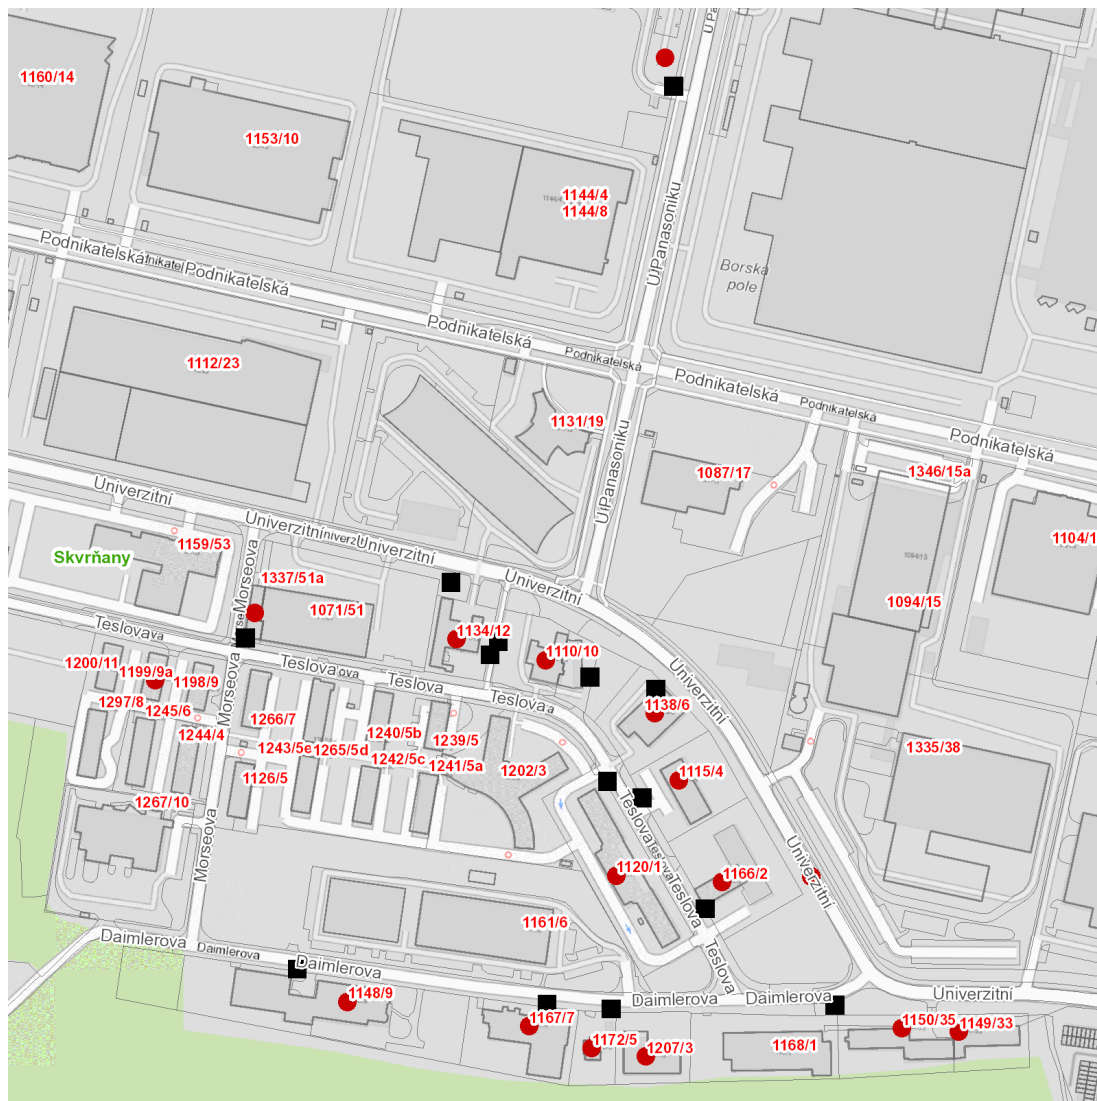 U P
1160/14
1153/10
1144/4
1144/8
U Panasoniku
Podnikatelská
Podnikatelská
Borská
pole
Podnikatelská
Podnikatelská
1112/23
Podnikatelská
Podnikatelská
1131/19
U Panasoniku
Podnikatelská
1087/17
1346/15a
Univerzitní
Univerzitní
Univerzitní
1159/53
Skvrňany
1104/1
1094/15
Morseova
1337/51a
1071/51
Univerzitní
1094/15
Teslova
1134/12
1110/10
1200/11
1199/9a
1198/9
Teslova
Teslova
Teslova
Univerzitní
Morseova
1297/8
1245/6
1244/4
1266/7
1138/6
1240/5b
1239/5
1243/5e
1265/5d
1242/5c
1241/5a
1202/3
1335/38
1126/5
1115/4
1267/10
Teslova
Morseova
Univerzitní
1120/1
1166/2
Teslova
1161/6
Daimlerova
Daimlerova
Daimlerova
Teslova
1148/9
Daimlerova
Daimlerova
Univerzitní
1167/7
1150/35
1149/33
1172/5
1207/3
1168/1